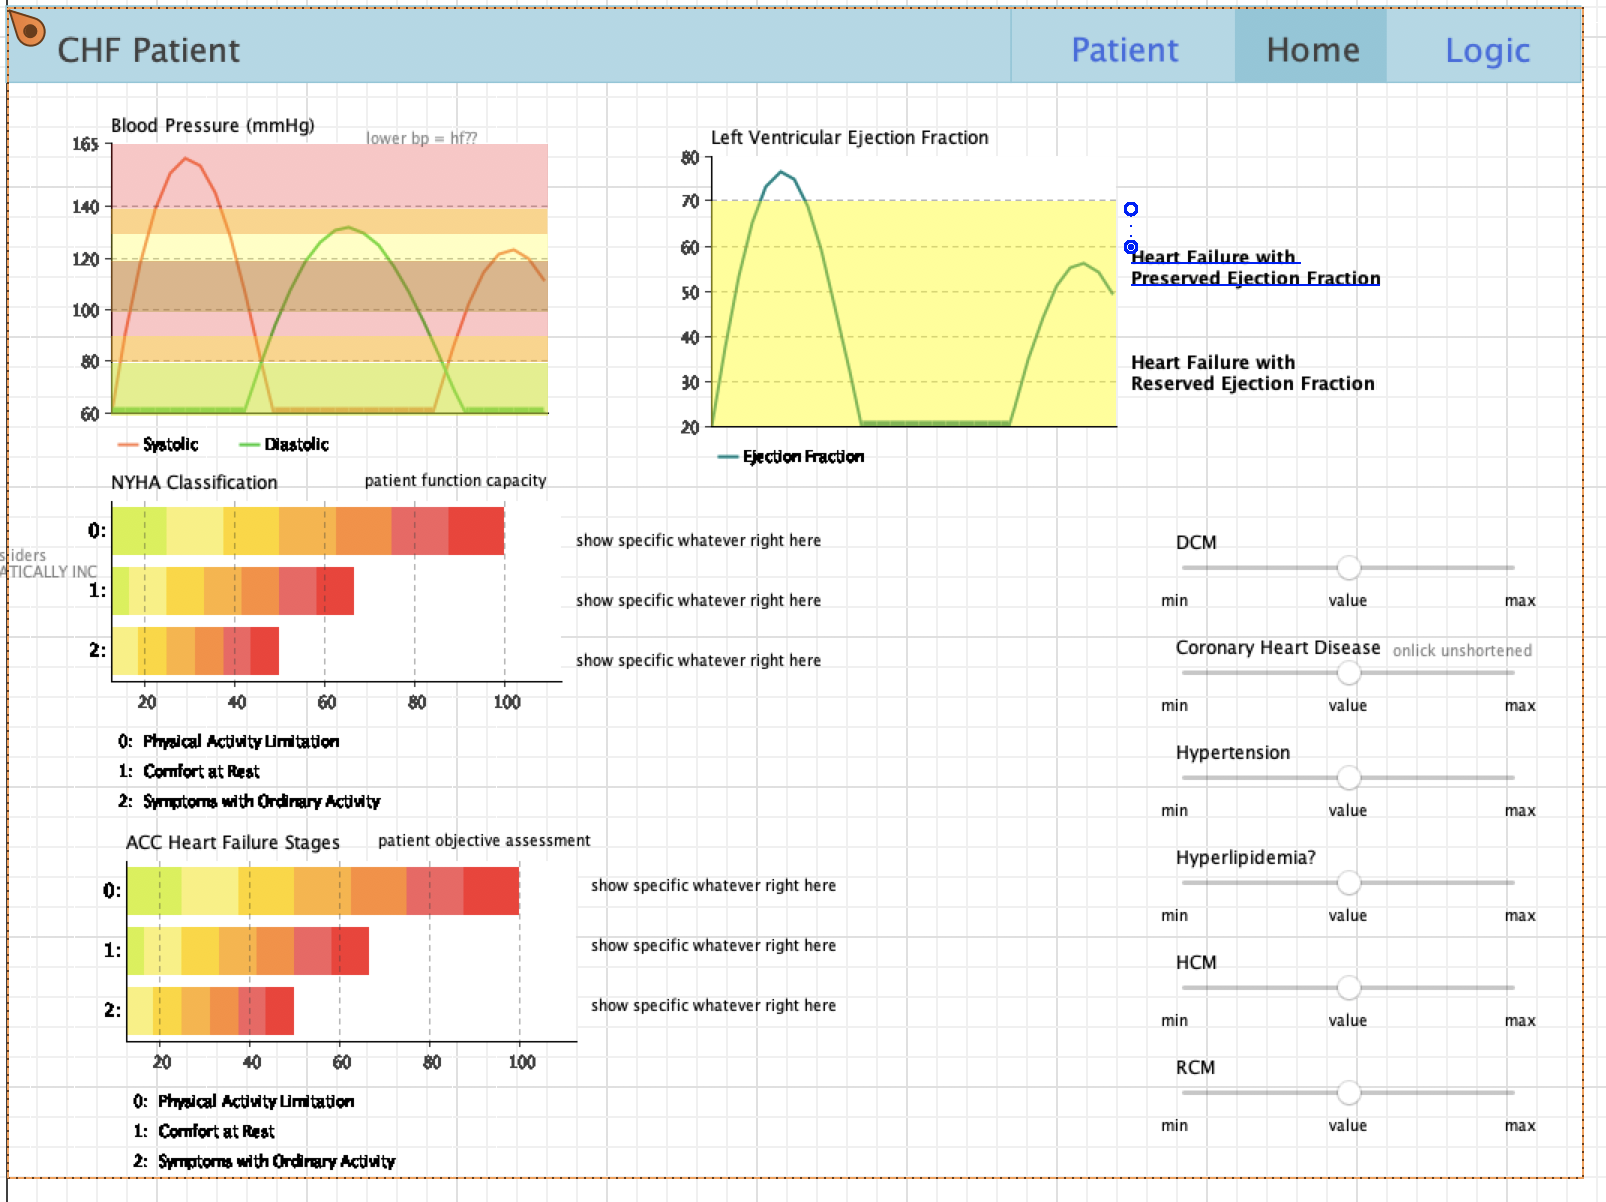 CHF Patient
Patient
Home
Logic
Blood Pressure (mmHg)
lower bp = hf??
165
140
120
100
80
60
Systolic
Diastolic
Left Ventricular Ejection Fraction
80
70
60
50
40
30
20
Ejection Fraction
Heart Failure with
Preserved Ejection Fraction
Heart Failure with
Reserved Ejection Fraction
NYHA Classification
patient function capacity
0:
1:
2:
20 40 60 80 100
show specific whatever right here
show specific whatever right here
show specific whatever right here
siders
ATICALLY INC
0: Physical Activity Limitation
1: Comfort at Rest
2: Symptoms with Ordinary Activity
ACC Heart Failure Stages
patient objective assessment
0:
1:
2:
20 40 60 80 100
show specific whatever right here
show specific whatever right here
show specific whatever right here
0: Physical Activity Limitation
1: Comfort at Rest
2: Symptoms with Ordinary Activity
DCM
min value max
Coronary Heart Disease
onlick unshortened
min value max
Hypertension
min value max
Hyperlipidemia?
min value max
HCM
min value max
RCM
min value max